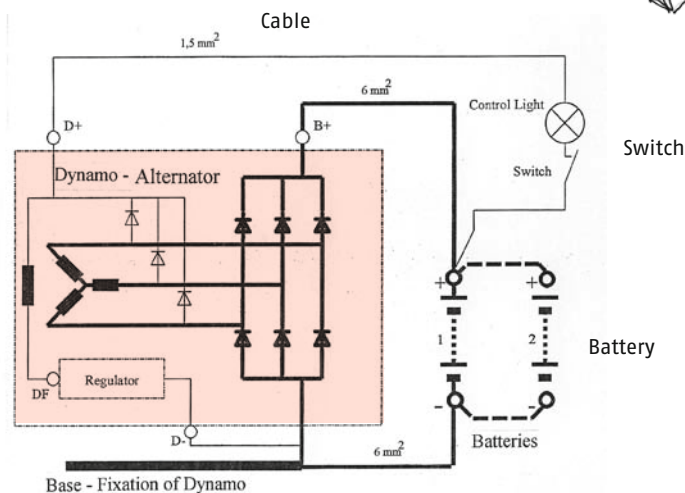 Cable
1,5 mm2
6 mm2
Control Light
D+
B+
Switch
Dynamo - Alternator
Switch
+
+
1
2
Battery
Regulator
DF
-
-
D-
Batteries
6 mm2
Base - Fixation of Dynamo